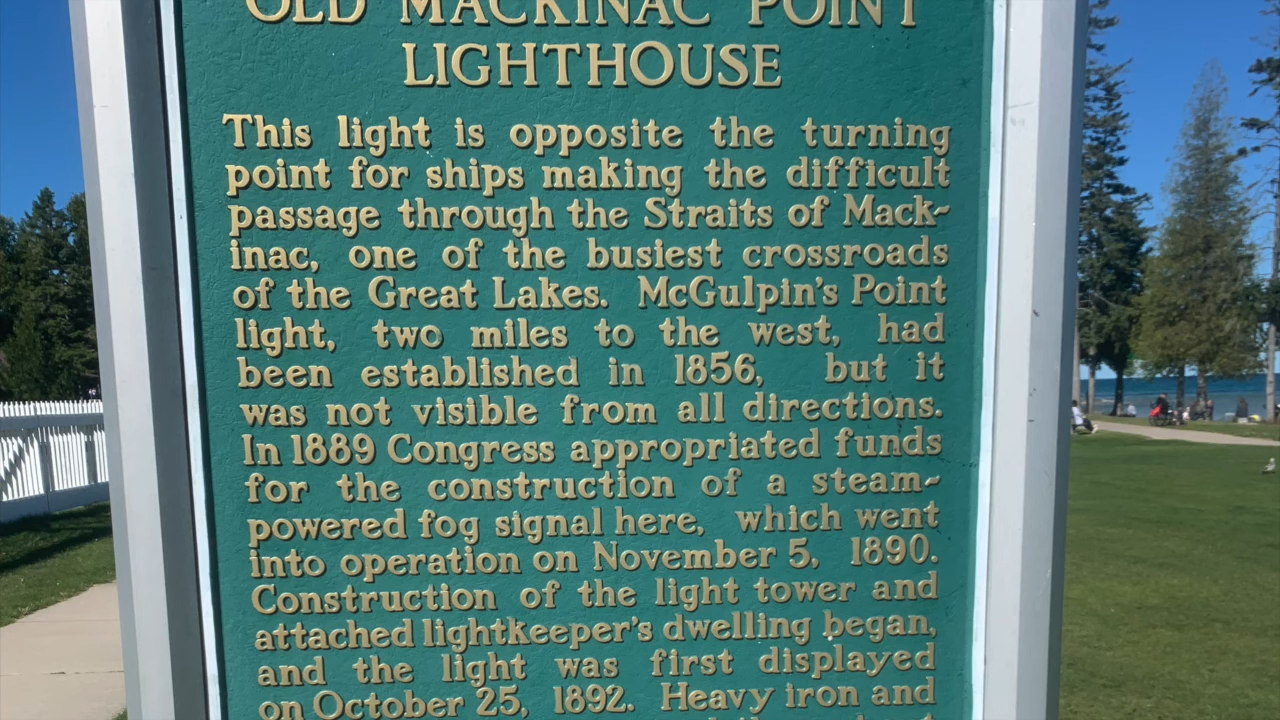 OLD MACKINAC POINT
LIGHTHOUSE
This light is opposite the turning
point for ships making the difficult
passage through the Straits of Mack-
inac, one of the busiest crossroads
of the Great Lakes. McGulpin's Point
light, two miles to the west, had
been established in 1856, but it
was not visible from all directions.
In 1889 Congress appropriated funds
for the construction of a steam-
powered fog signal here, which went
into operation on November 5, 1890.
Construction of the light tower and
attached lightkeeper's dwelling began,
and the light was first displayed
on October 25, 1892. Heavy iron and